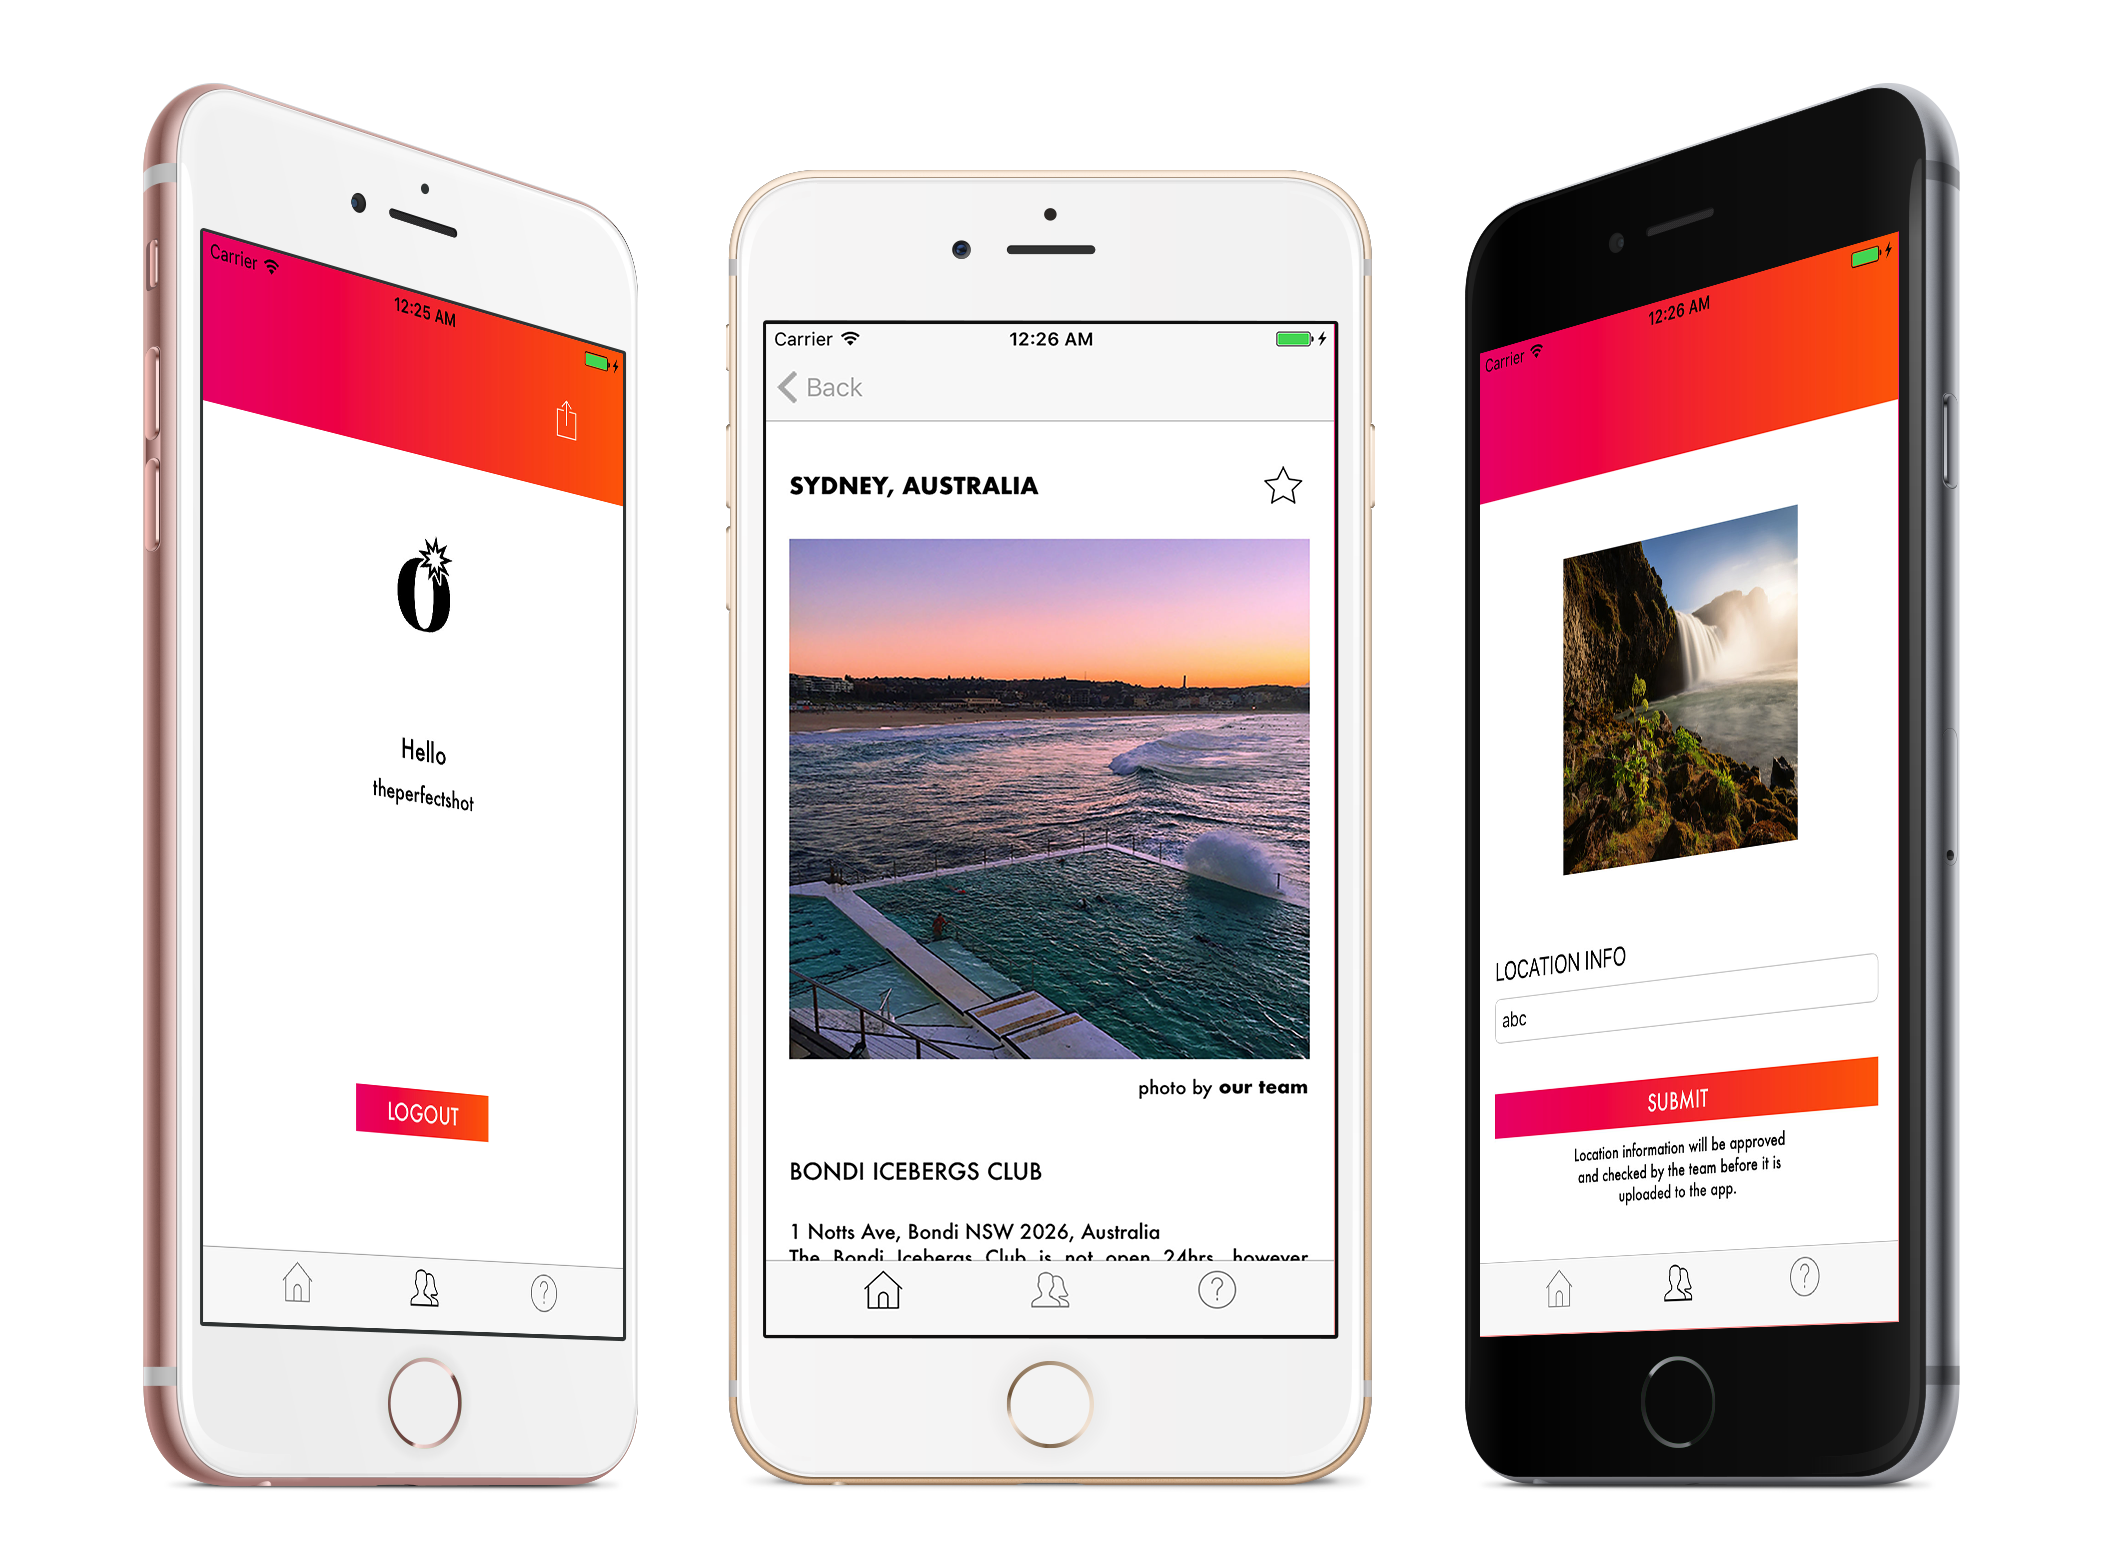 Carrier
12:25 AM
Hello
theperfectshot
LOGOUT
?
Carrier
12:26 AM
Back
SYDNEY, AUSTRALIA
photo by our team
BONDI ICEBERGS CLUB
1 Notts Ave, Bondi NSW 2026, Australia
The Bondi Icebergs Club is not open 24hrs, however
?
12:26 AM
Carrier
LOCATION INFO
abc
SUBMIT
Location information will be approved
and checked by the team before it is
uploaded to the app.
?